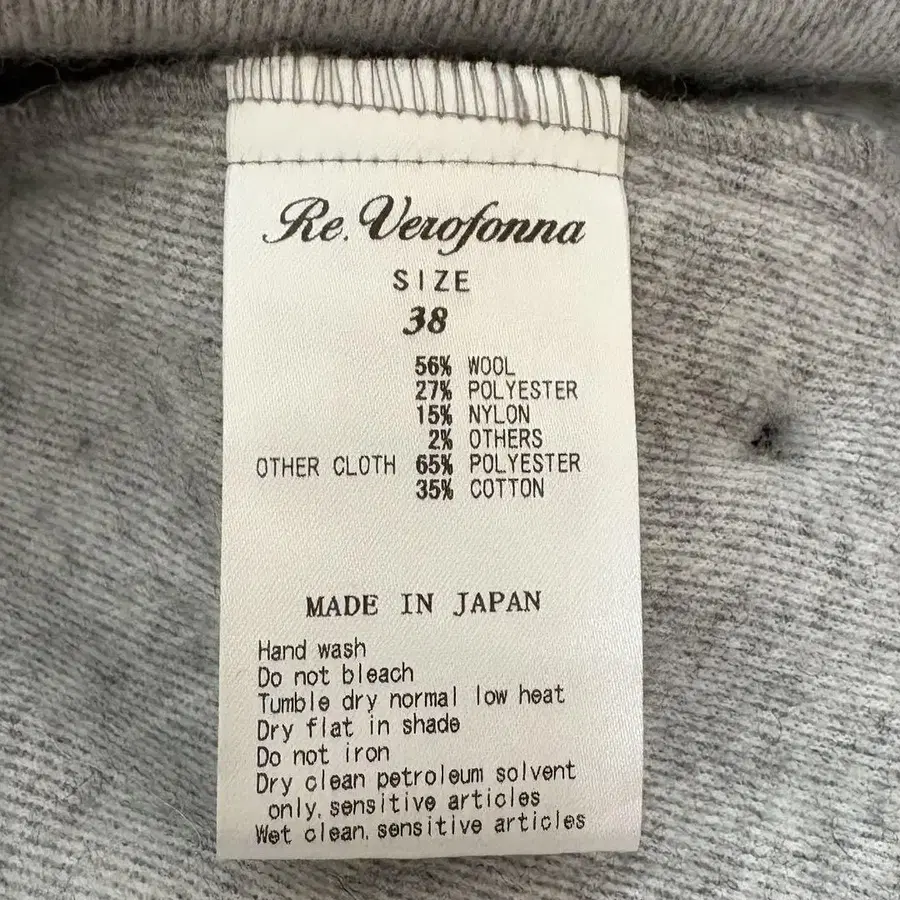 Re. Verofonna
SIZE
38
56% WOOL
27% POLYESTER
15% NYLON
2% OTHERS
OTHER CLOTH 65% POLYESTER
35% COTTON
MADE IN JAPAN
Hand wash
Do not bleach
Tumble dry normal low heat
Dry flat in shade
Do not iron
Dry clean petroleum solvent
only, sensitive articles
Wet clean, sensitive articles